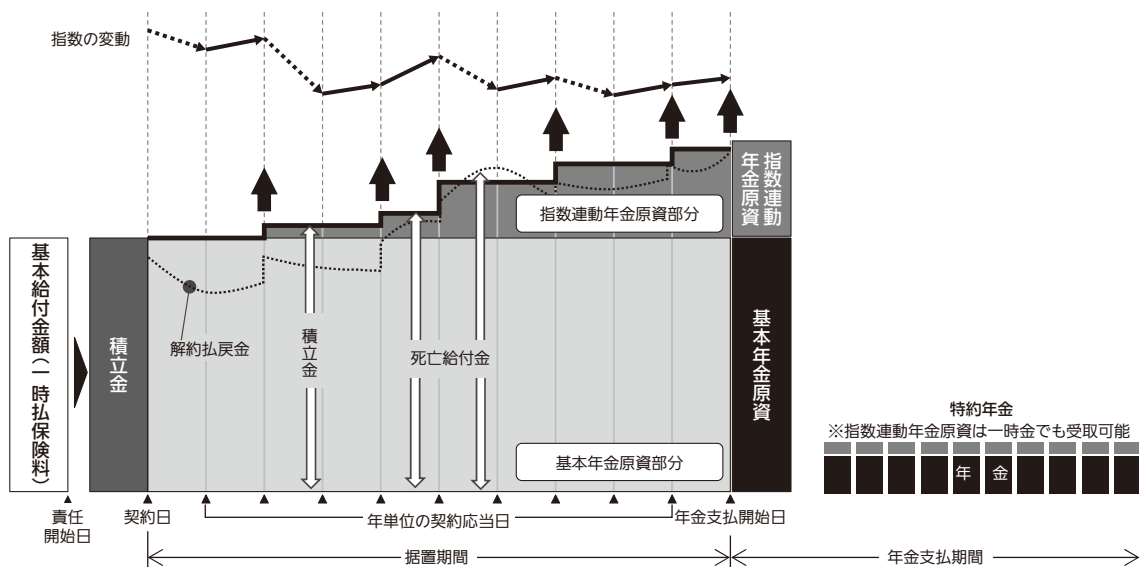 指数の変動
指数連動
年金原資
指数連動年金原資部分
基本給付金額(一時払保険料)
積立金
解約払戻金
積立金
死亡給付金
基本年金原資
基本年金原資部分
特約年金
※指数連動年金原資は一時金でも受取可能
年 金
責任
開始日
契約日
年単位の契約応当日
年金支払開始日
据置期間
年金支払期間